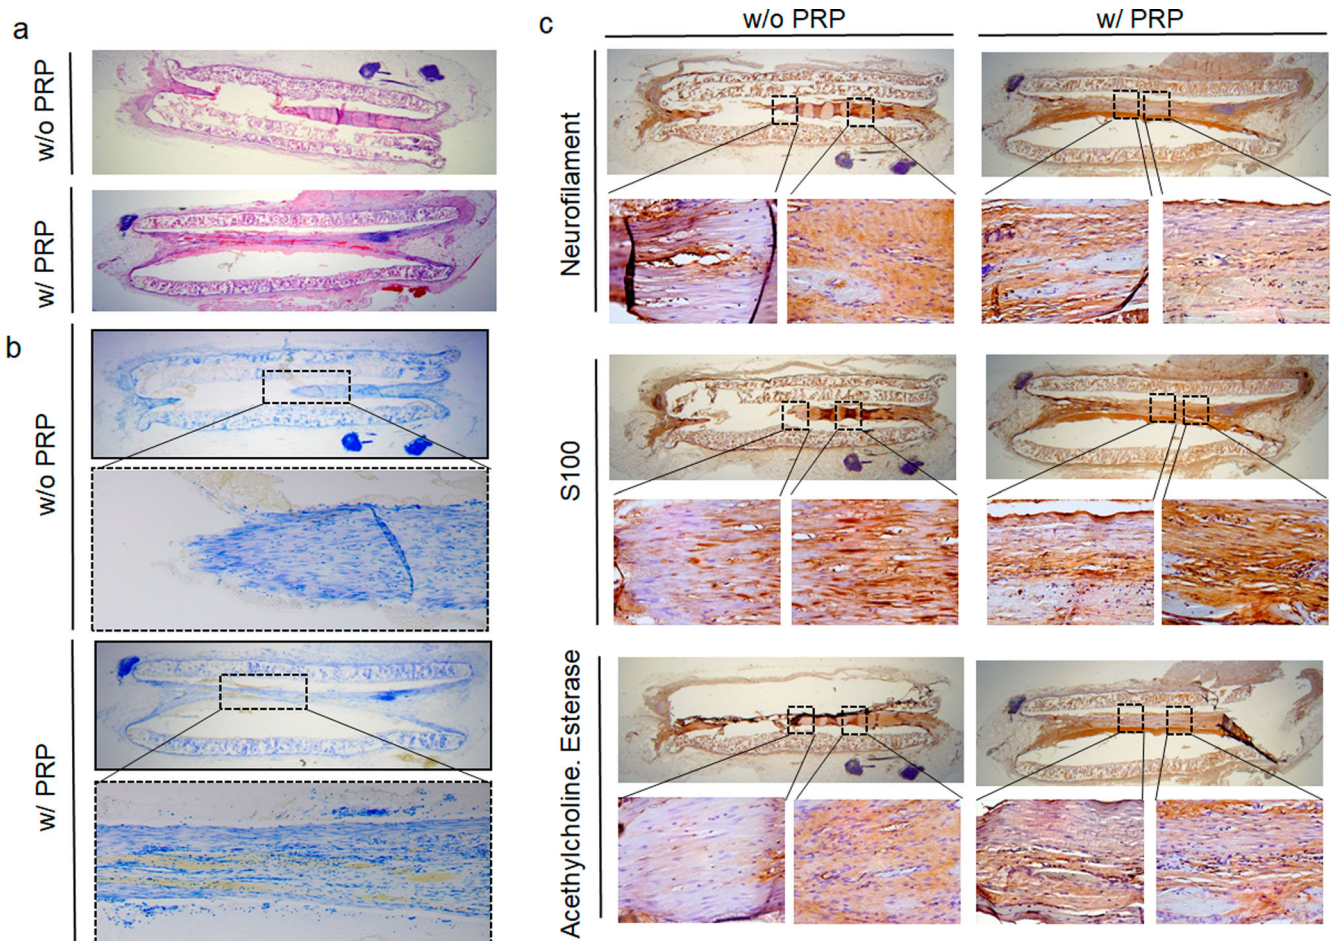 a
w/o PRP
w/ PRP
b
w/o PRP
w/ PRP
c
w/o PRP
w/ PRP
Neurofilament
S100
Acethylcholine. Esterase